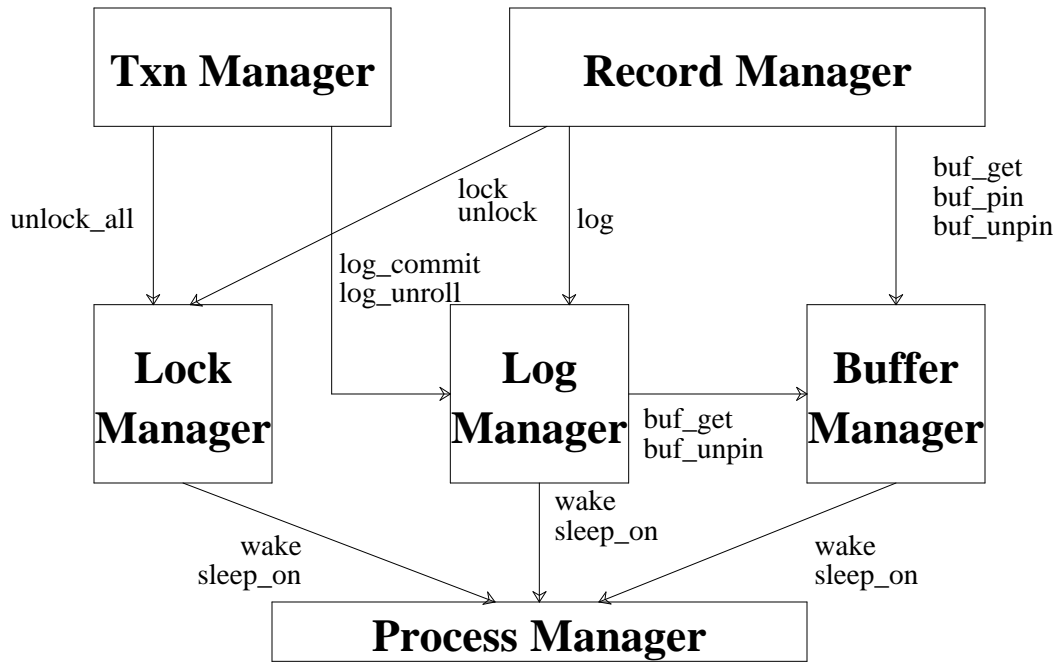 Txn Manager
Record Manager
buf_get
buf_pin
buf_unpin
lock
unlock
unlock_all
log
log_commit
log_unroll
Lock
Manager
Log
Manager
Buffer
Manager
buf_get
buf_unpin
wake
sleep_on
wake
sleep_on
wake
sleep_on
Process Manager